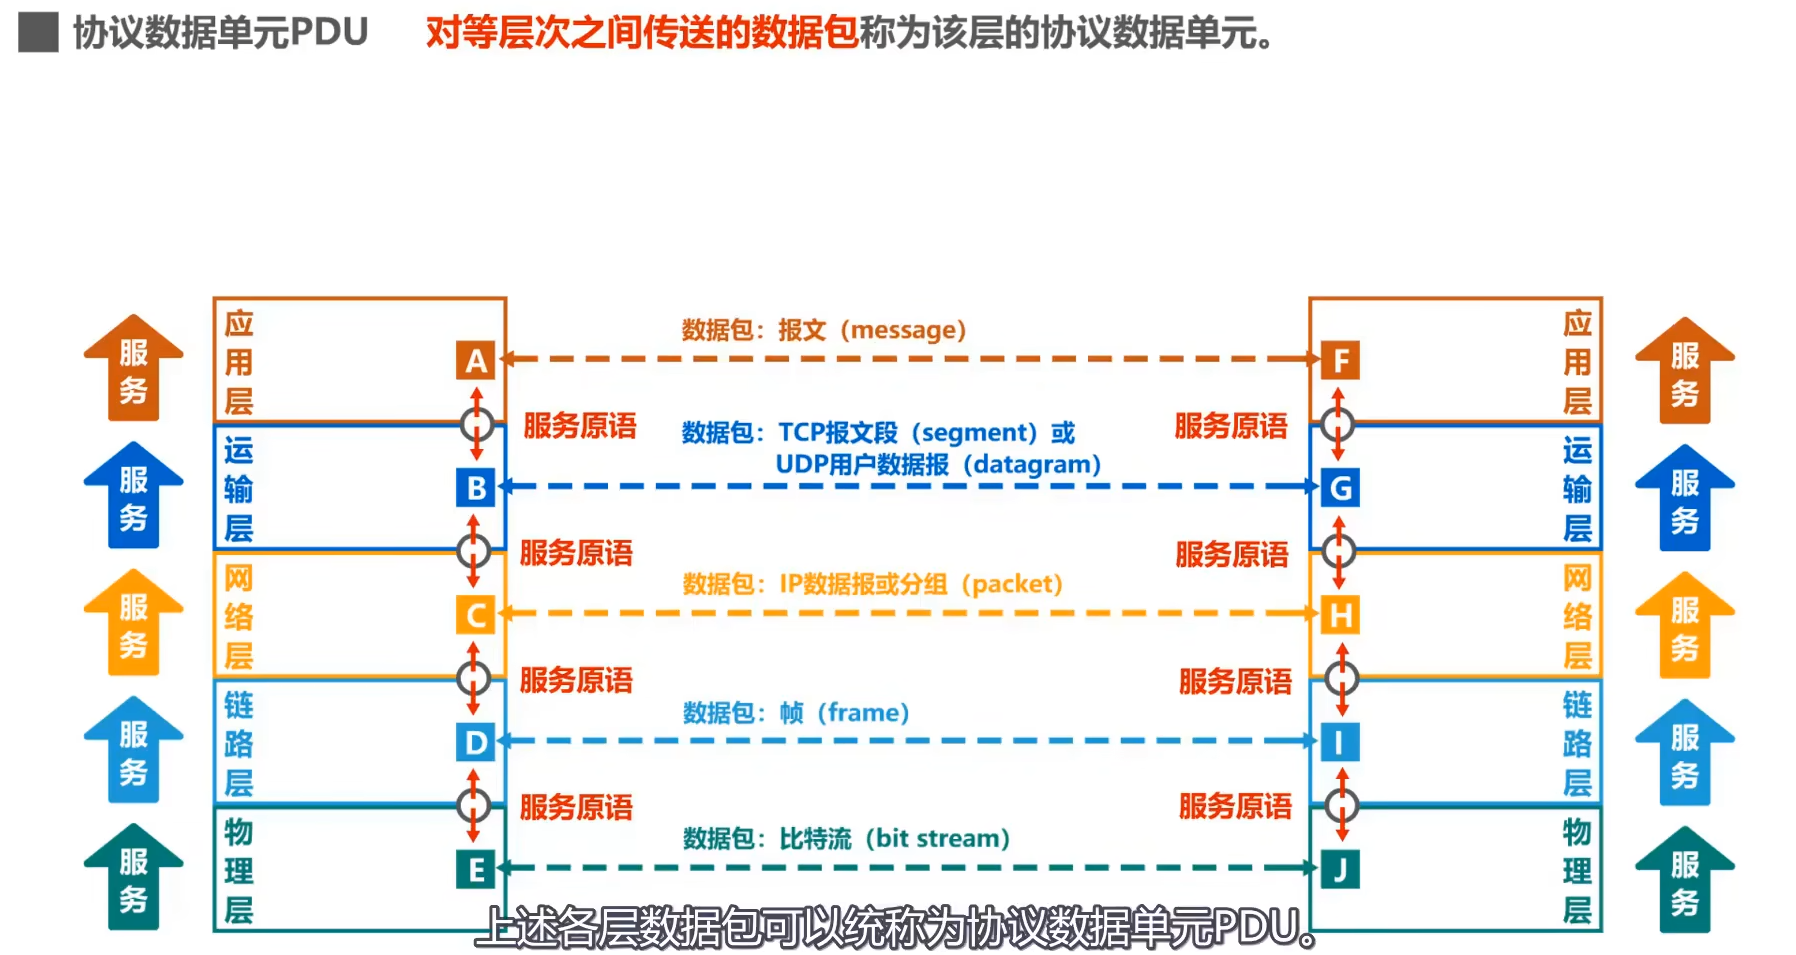 协议数据单元PDU 对等层次之间传送的数据包称为该层的协议数据单元。
服务
应用层
A
数据包：报文（message）
F
应用层
服务
服务原语
服务原语
服务
运输层
B
数据包：TCP报文段（segment）或
UDP用户数据报（datagram）
G
运输层
服务
服务原语
服务原语
服务
网络层
C
数据包：IP数据报或分组（packet）
H
网络层
服务
服务原语
服务原语
服务
链路层
D
数据包：帧（frame）
I
链路层
服务
服务原语
服务原语
服务
物理层
E
数据包：比特流（bit stream）
J
物理层
服务
上述各层数据包可以统称为协议数据单元PDU。